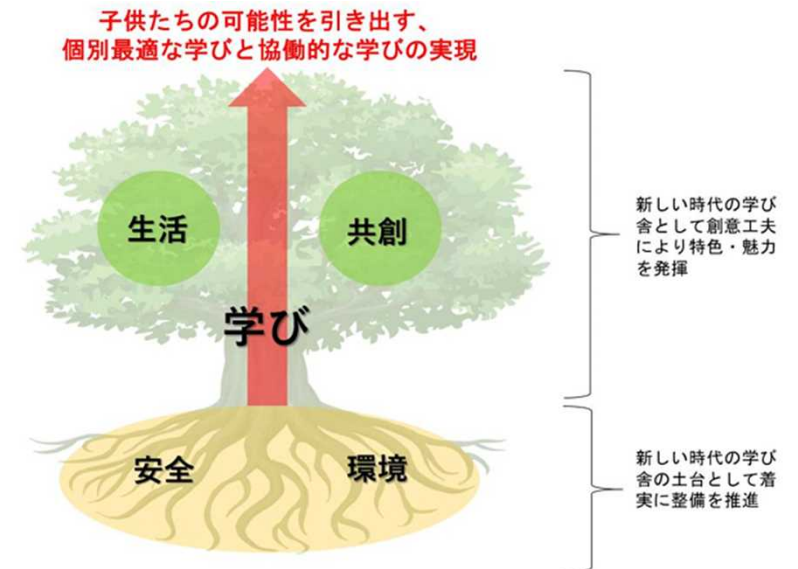 子供たちの可能性を引き出す、
個別最適な学びと協働的な学びの実現
生活
共創
学び
新しい時代の学び
舎として創意工夫
により特色・魅力
を発揮
安全
環境
新しい時代の学び
舎の土台として着
実に整備を推進